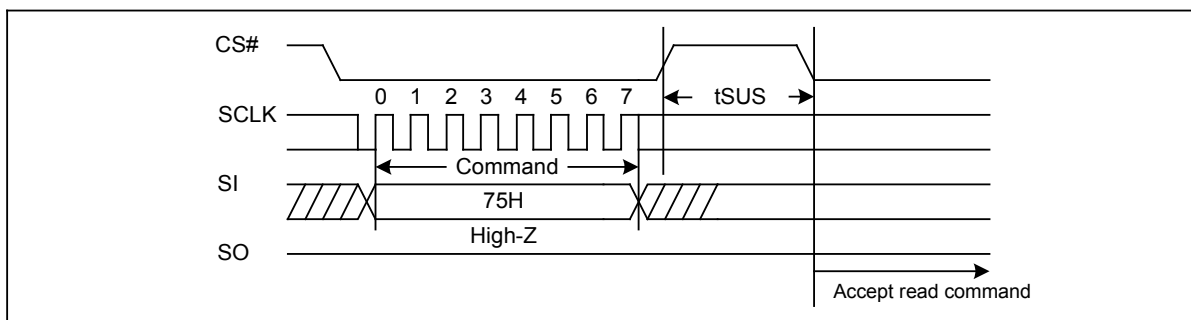 CS#
0 1 2 3 4 5 6 7
tSUS
SCLK
Command
SI
75H
High-Z
SO
Accept read command